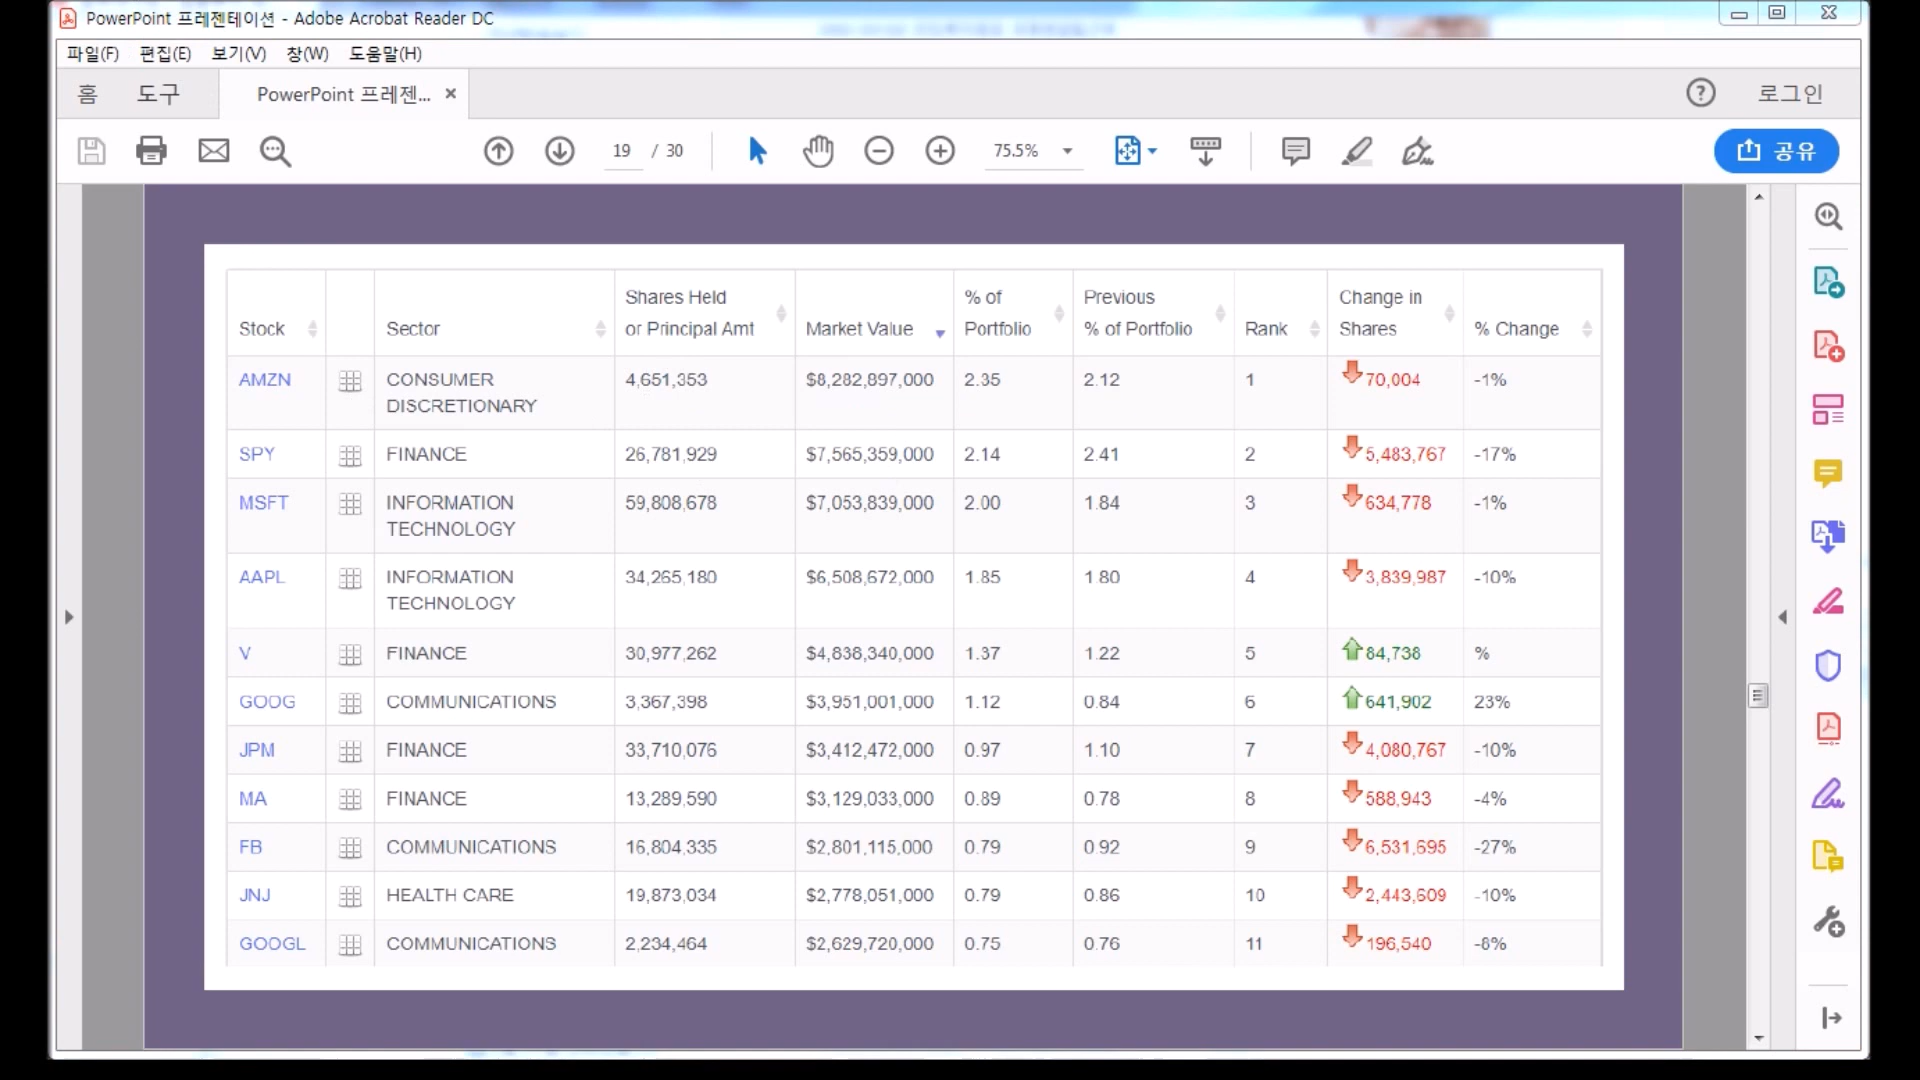 PowerPoint 프레젠테이션 - Adobe Acrobat Reader DC
파일(F) 편집(E) 보기(V) 창(W) 도움말(H)
홈 도구 PowerPoint 프레젠... × 로그인
19 / 30 75.5% 공유
Stock Sector Shares Held or Principal Amt Market Value % of Portfolio Previous % of Portfolio Rank Change in Shares % Change
AMZN CONSUMER DISCRETIONARY 4,651,353 $8,282,897,000 2.35 2.12 1 70,004 -1%
SPY FINANCE 26,781,929 $7,565,359,000 2.14 2.41 2 5,483,767 -17%
MSFT INFORMATION TECHNOLOGY 59,808,678 $7,053,839,000 2.00 1.84 3 634,778 -1%
AAPL INFORMATION TECHNOLOGY 34,265,180 $6,508,672,000 1.85 1.80 4 3,839,987 -10%
V FINANCE 30,977,262 $4,838,340,000 1.37 1.22 5 84,738 %
GOOG COMMUNICATIONS 3,367,398 $3,951,001,000 1.12 0.84 6 641,902 23%
JPM FINANCE 33,710,076 $3,412,472,000 0.97 1.10 7 4,080,767 -10%
MA FINANCE 13,289,590 $3,129,033,000 0.89 0.78 8 588,943 -4%
FB COMMUNICATIONS 16,804,335 $2,801,115,000 0.79 0.92 9 6,531,695 -27%
JNJ HEALTH CARE 19,873,034 $2,778,051,000 0.79 0.86 10 2,443,609 -10%
GOOGL COMMUNICATIONS 2,234,464 $2,629,720,000 0.75 0.76 11 196,540 -8%